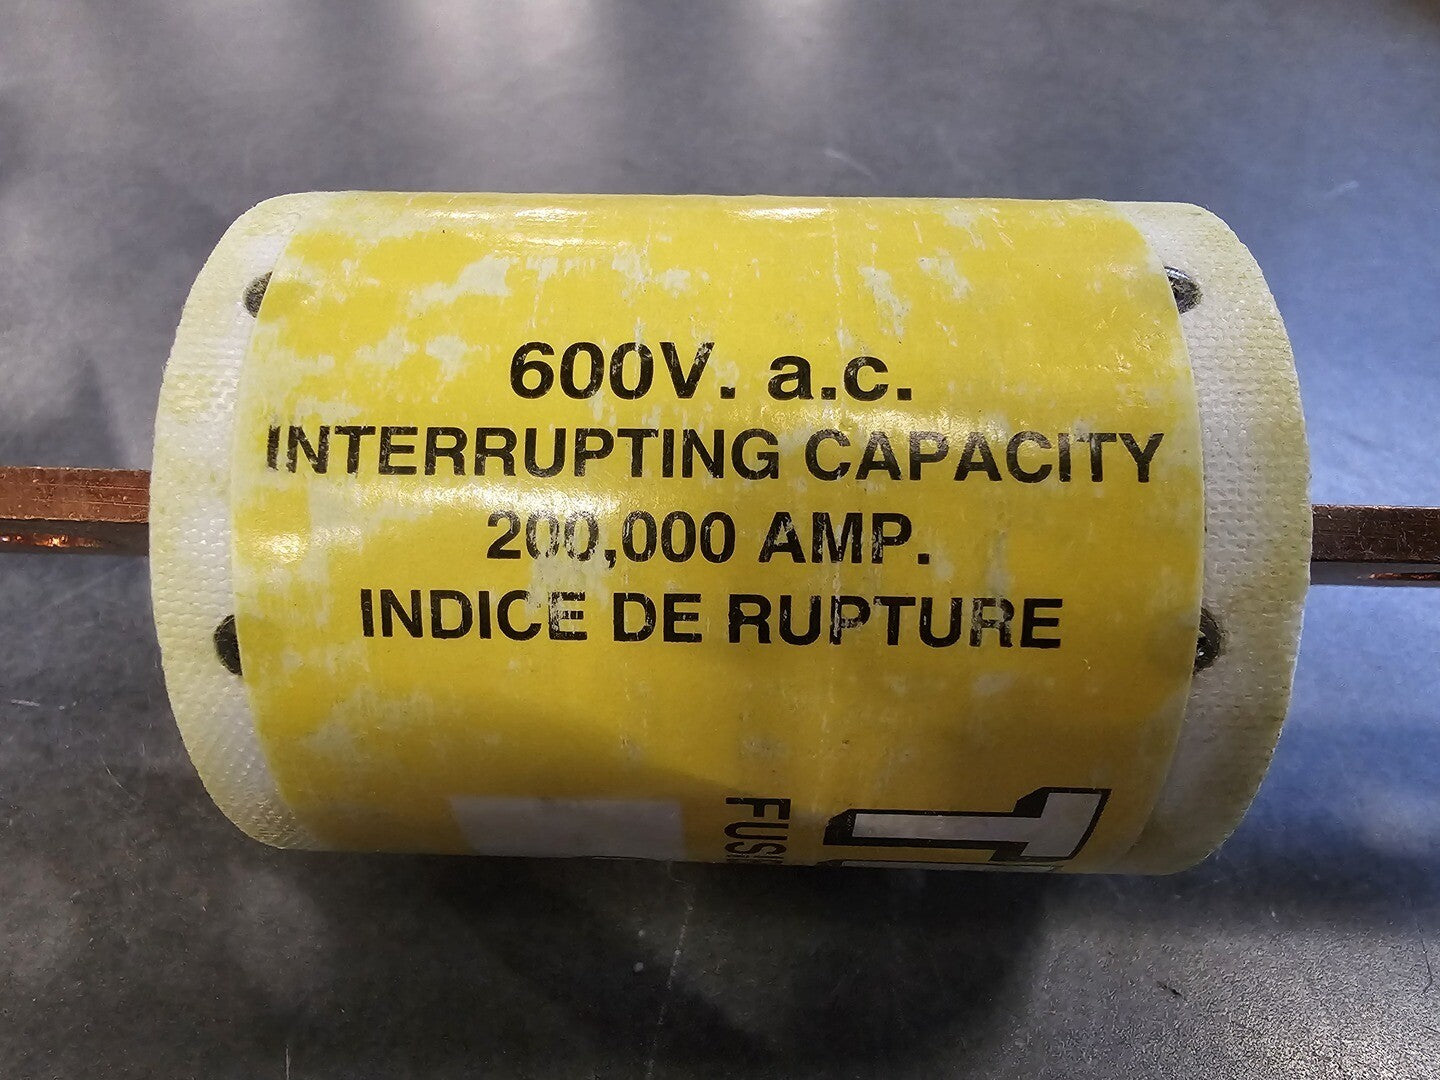 600V. a.c.
INTERRUPTING CAPACITY
200,000 AMP.
INDICE DE RUPTURE